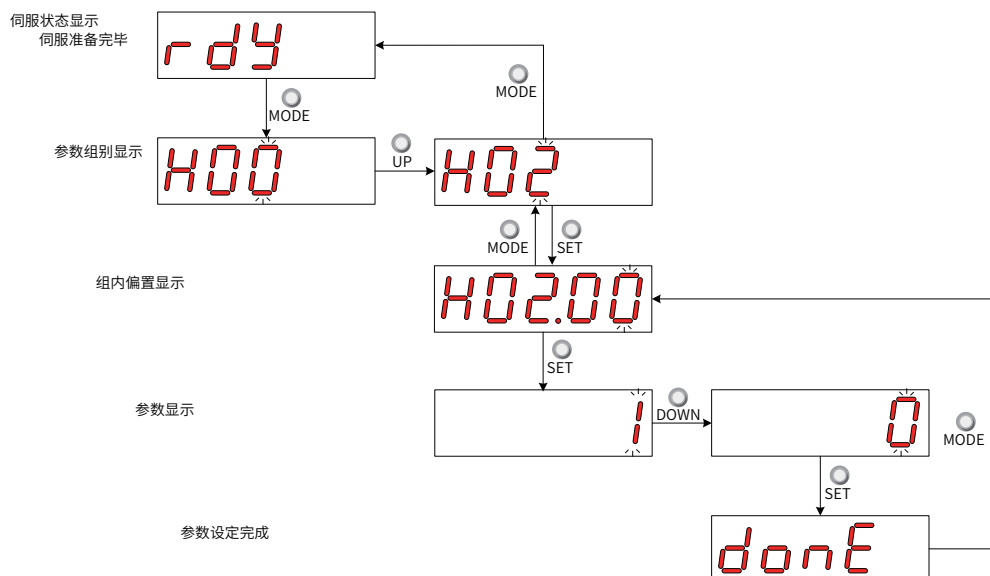 伺服状态显示
伺服准备完毕
rdy
MODE
MODE
参数组别显示
H00
UP
H02
MODE
SET
组内偏置显示
H02.00
SET
参数显示
1
DOWN
0
MODE
SET
参数设定完成
donE